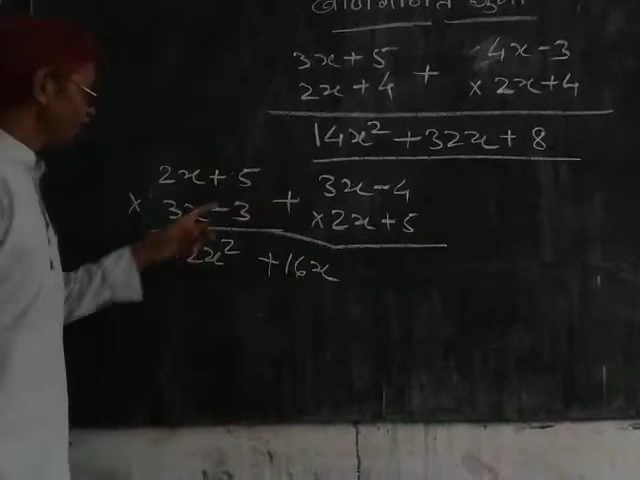 3x+5 + 4x-3
2x+4 × 2x+4
14x²+32x+8
2x+5 + 3x-4
× 3x-3 ×2x+5
2x² +16x